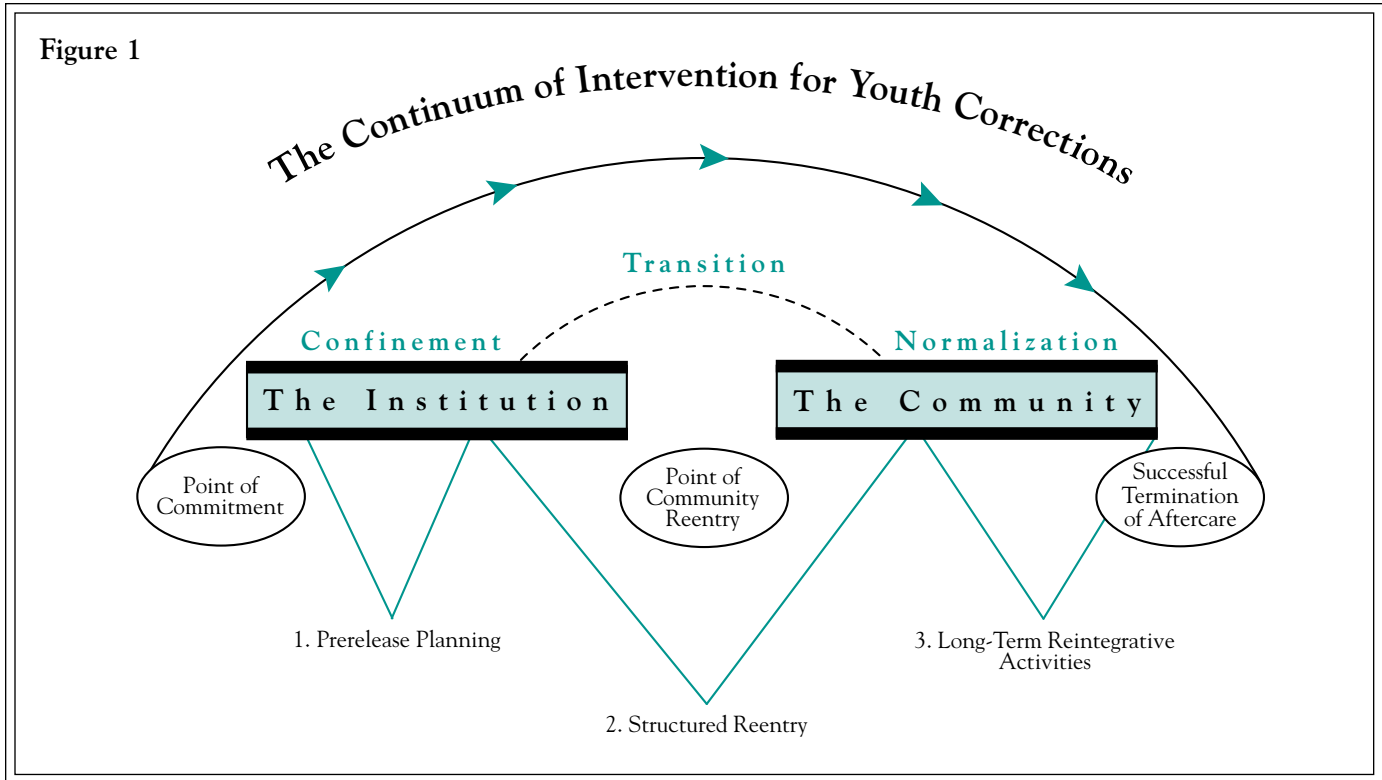 Figure 1
The Continuum of Intervention for Youth Corrections
Transition
Confinement
Normalization
The Institution
The Community
Point of
Commitment
Point of
Community
Reentry
Successful
Termination
of Aftercare
1. Prerelease Planning
3. Long-Term Reintegrative
Activities
2. Structured Reentry